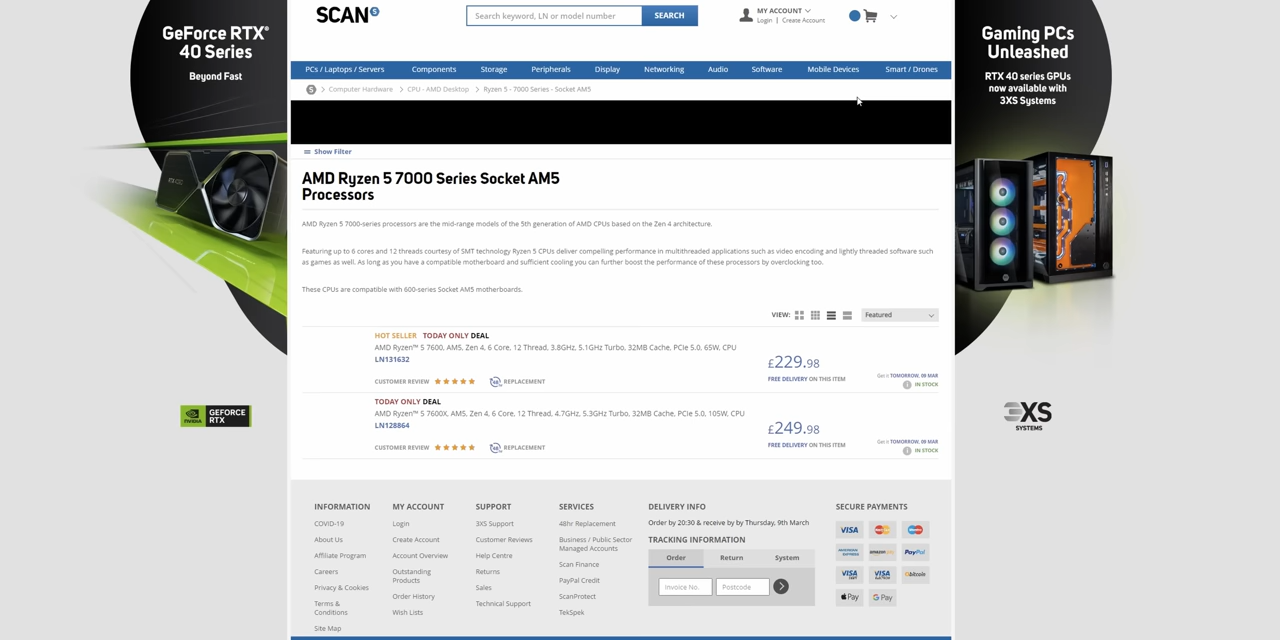 GeForce RTX®
40 Series
Beyond Fast
NVIDIA
GEFORCE
RTX
SCAN S
Search keyword, LN or model number
SEARCH
MY ACCOUNT
Login | Create Account
PCs / Laptops / Servers Components Storage Peripherals Display Networking Audio Software Mobile Devices Smart / Drones
S Computer Hardware CPU - AMD Desktop Ryzen 5 - 7000 Series - Socket AM5
Show Filter
AMD Ryzen 5 7000 Series Socket AM5
Processors
AMD Ryzen 5 7000-series processors are the mid-range models of the 5th generation of AMD CPUs based on the Zen 4 architecture.
Featuring up to 6 cores and 12 threads courtesy of SMT technology Ryzen 5 CPUs deliver compelling performance in multithreaded applications such as video encoding and lightly threaded software such
as games as well. As long as you have a compatible motherboard and sufficient cooling you can further boost the performance of these processors by overclocking too.
These CPUs are compatible with 600-series Socket AM5 motherboards.
VIEW: Featured
HOT SELLER TODAY ONLY DEAL
AMD Ryzen™ 5 7600, AM5, Zen 4, 6 Core, 12 Thread, 3.8GHz, 5.1GHz Turbo, 32MB Cache, PCIe 5.0, 65W, CPU
LN131632
CUSTOMER REVIEW REPLACEMENT
£229.98
FREE DELIVERY ON THIS ITEM
Get it TOMORROW, 09 MAR
IN STOCK
TODAY ONLY DEAL
AMD Ryzen™ 5 7600X, AM5, Zen 4, 6 Core, 12 Thread, 4.7GHz, 5.3GHz Turbo, 32MB Cache, PCIe 5.0, 105W, CPU
LN128864
CUSTOMER REVIEW REPLACEMENT
£249.98
FREE DELIVERY ON THIS ITEM
Get it TOMORROW, 09 MAR
IN STOCK
INFORMATION
COVID-19
About Us
Affiliate Program
Careers
Privacy & Cookies
Terms &
Conditions
Site Map
MY ACCOUNT
Login
Create Account
Account Overview
Outstanding
Products
Order History
Wish Lists
SUPPORT
3XS Support
Customer Reviews
Help Centre
Returns
Sales
Technical Support
SERVICES
48hr Replacement
Business / Public Sector
Managed Accounts
Scan Finance
PayPal Credit
ScanProtect
TekSpek
DELIVERY INFO
Order by 20:30 & receive by by Thursday, 9th March
TRACKING INFORMATION
Order Return System
Invoice No. Postcode
SECURE PAYMENTS
VISA
PayPal
VISA
VISA
bitcoin
Pay
G Pay
Gaming PCs
Unleashed
RTX 40 series GPUs
now available with
3XS Systems
3XS
SYSTEMS